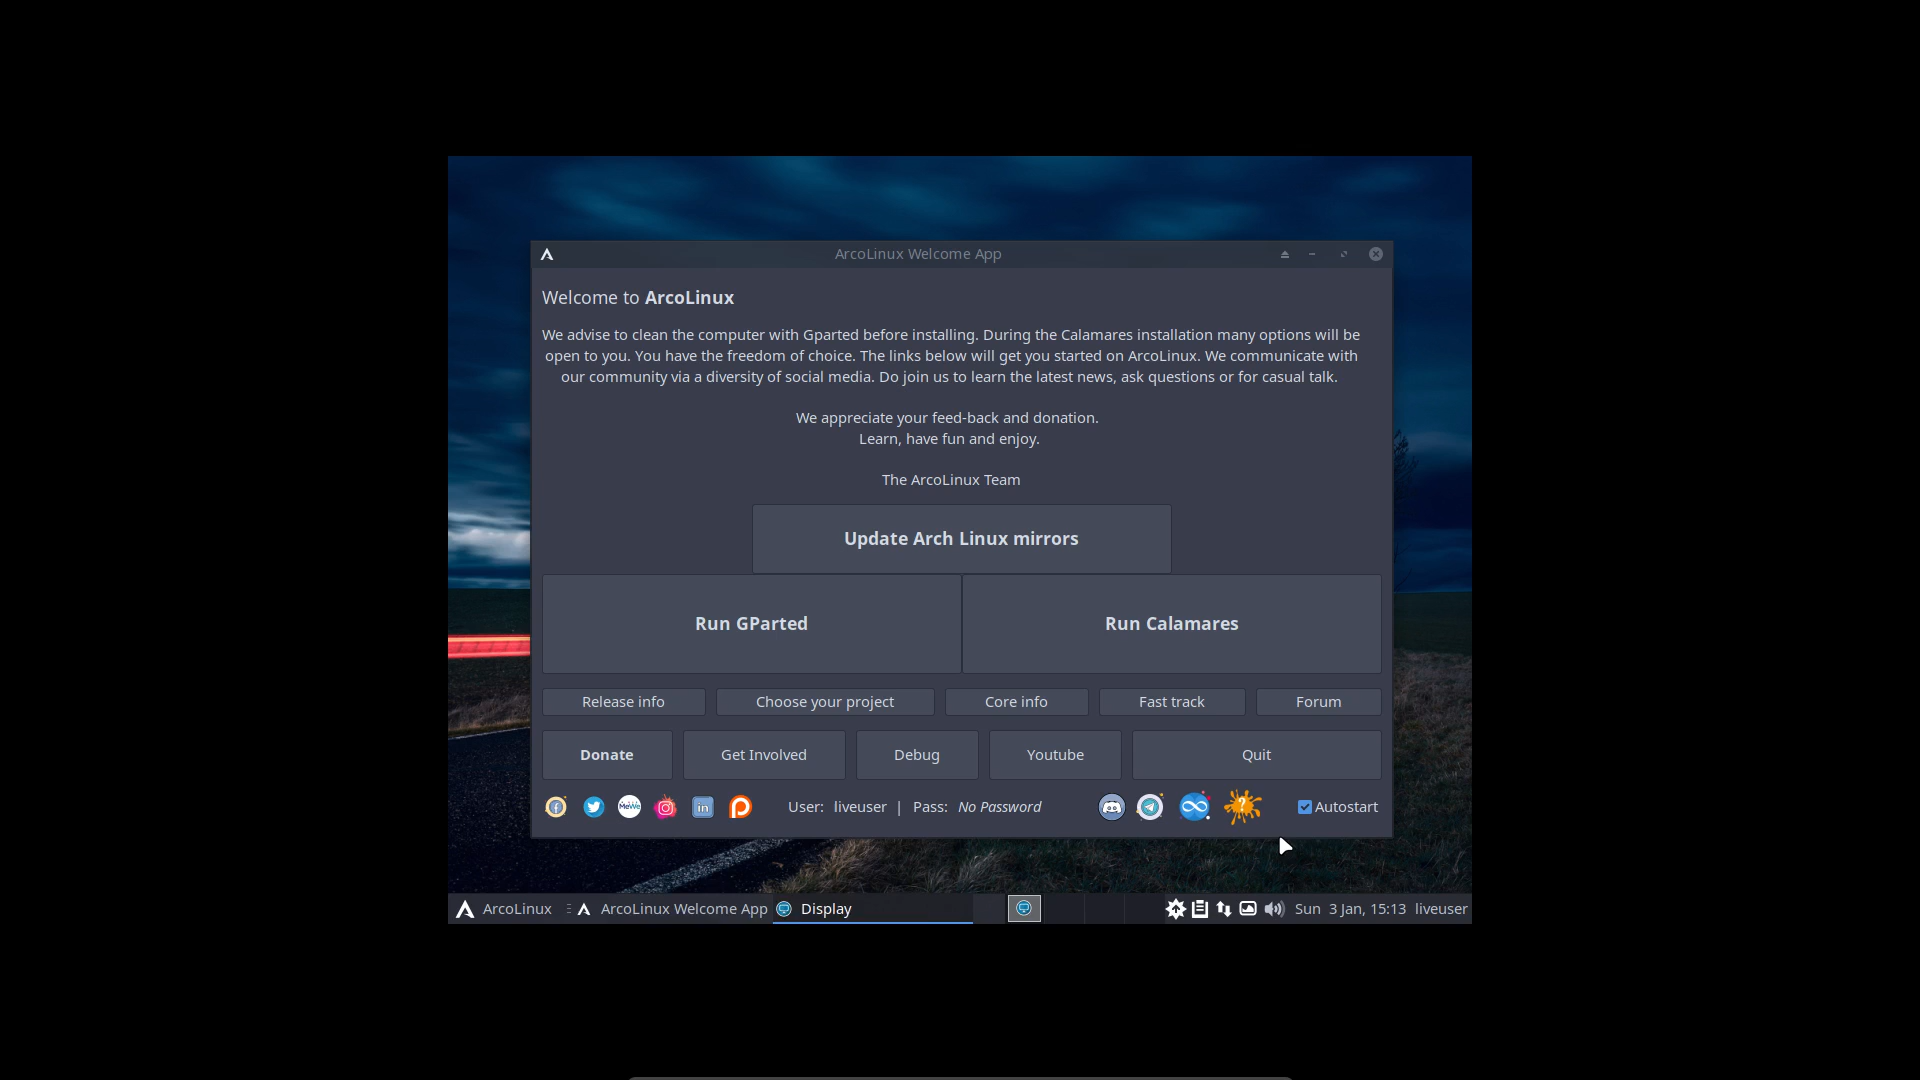 ArcoLinux Welcome App
Welcome to ArcoLinux
We advise to clean the computer with Gparted before installing. During the Calamares installation many options will be
open to you. You have the freedom of choice. The links below will get you started on ArcoLinux. We communicate with
our community via a diversity of social media. Do join us to learn the latest news, ask questions or for casual talk.
We appreciate your feed-back and donation.
Learn, have fun and enjoy.
The ArcoLinux Team
Update Arch Linux mirrors
Run GParted Run Calamares
Release info Choose your project Core info Fast track Forum
Donate Get Involved Debug Youtube Quit
MeWe in User: liveuser | Pass: No Password ? Autostart
ArcoLinux ArcoLinux Welcome App Display Sun 3 Jan, 15:13 liveuser